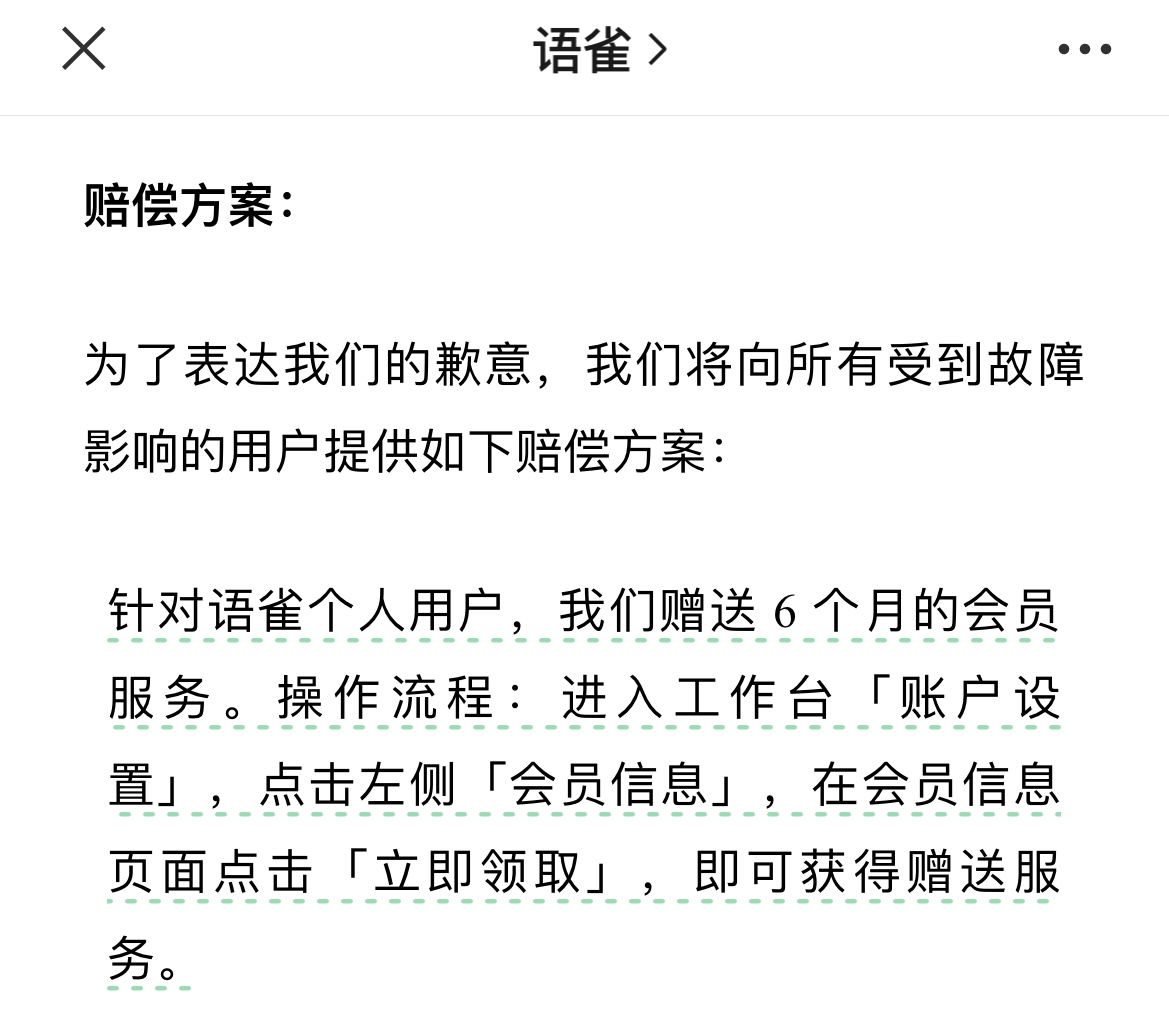 语雀
赔偿方案：
为了表达我们的歉意，我们将向所有受到故障
影响的用户提供如下赔偿方案：
针对语雀个人用户，我们赠送 6 个月的会员
服务。操作流程：进入工作台「账户设
置」，点击左侧「会员信息」，在会员信息
页面点击「立即领取」，即可获得赠送服
务。